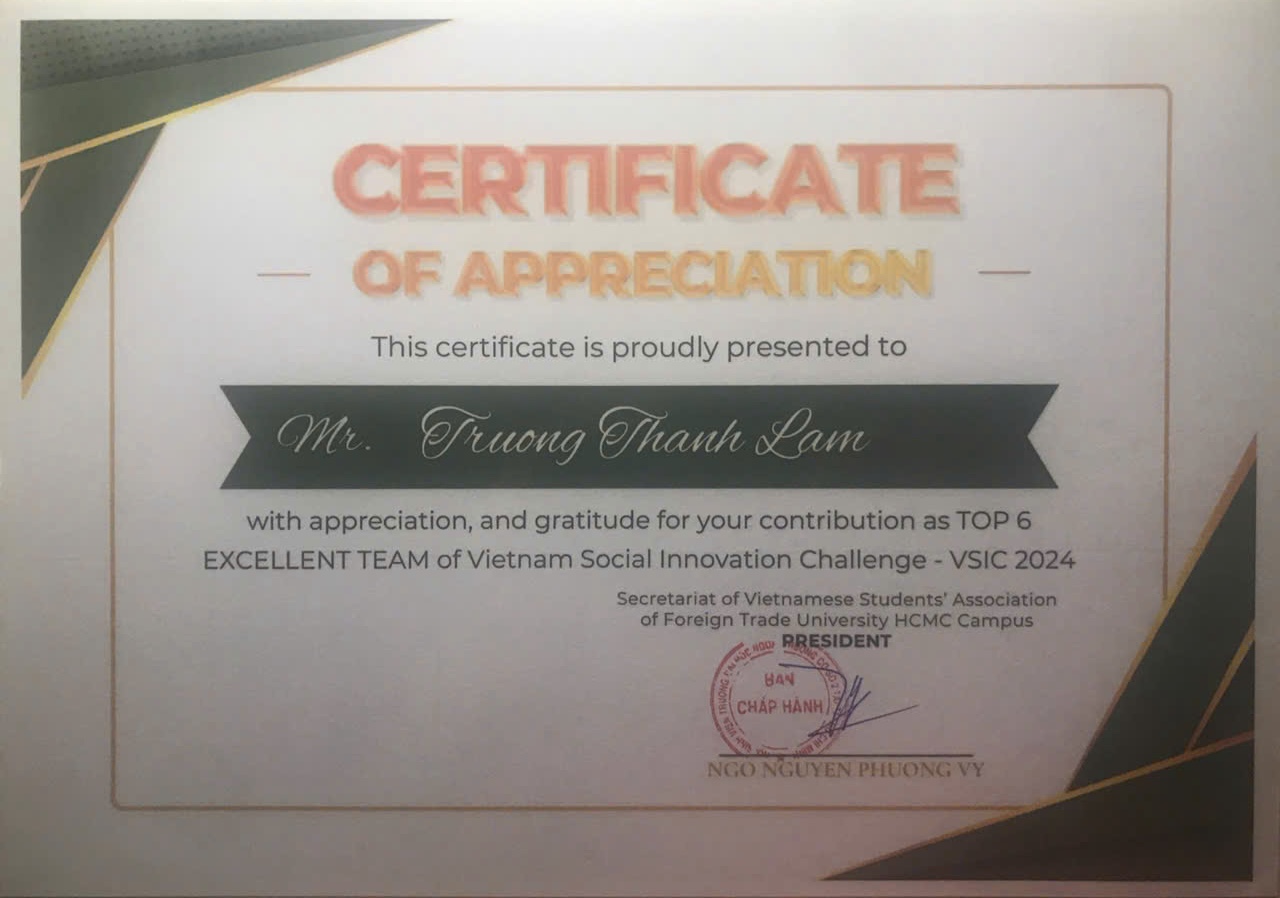 CERTIFICATE
OF APPRECIATION
This certificate is proudly presented to
Mr. Truong Thanh Lam
with appreciation, and gratitude for your contribution as TOP 6
EXCELLENT TEAM of Vietnam Social Innovation Challenge - VSIC 2024
Secretariat of Vietnamese Students' Association
of Foreign Trade University HCMC Campus
PRESIDENT
BAN
CHẤP HÀNH
NGO NGUYEN PHUONG VY